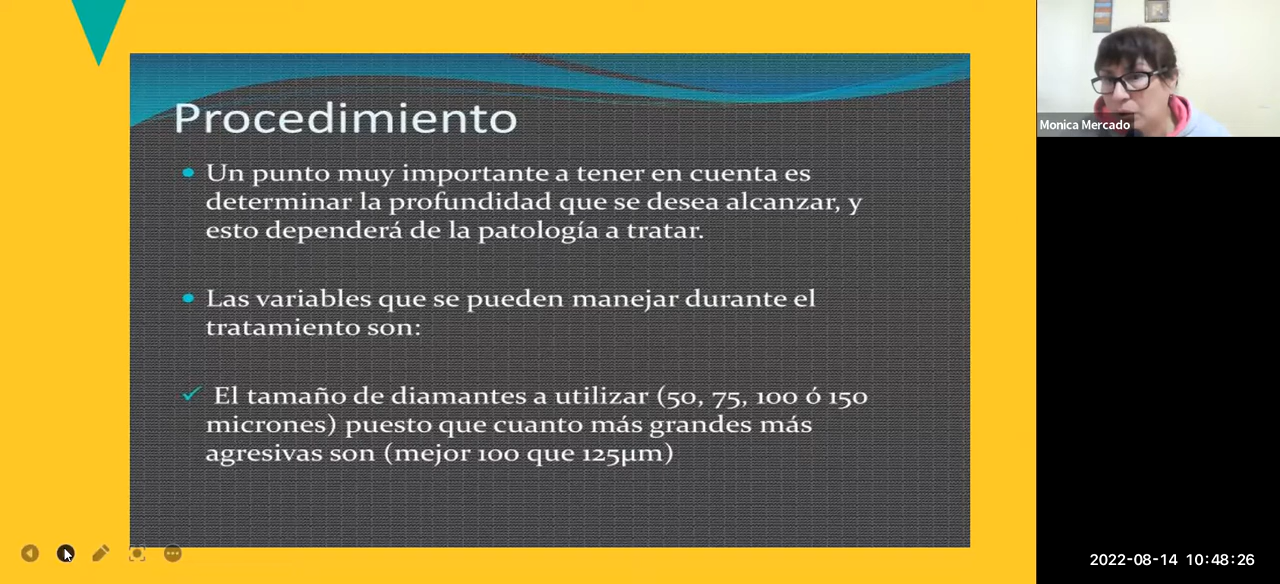 Procedimiento
Un punto muy importante a tener en cuenta es
determinar la profundidad que se desea alcanzar, y
esto dependerá de la patología a tratar.
Las variables que se pueden manejar durante el
tratamiento son:
El tamaño de diamantes a utilizar (50, 75, 100 ó 150
micrones) puesto que cuanto más grandes más
agresivas son (mejor 100 que 125µm)
Monica Mercado
2022-08-14 10:48:26